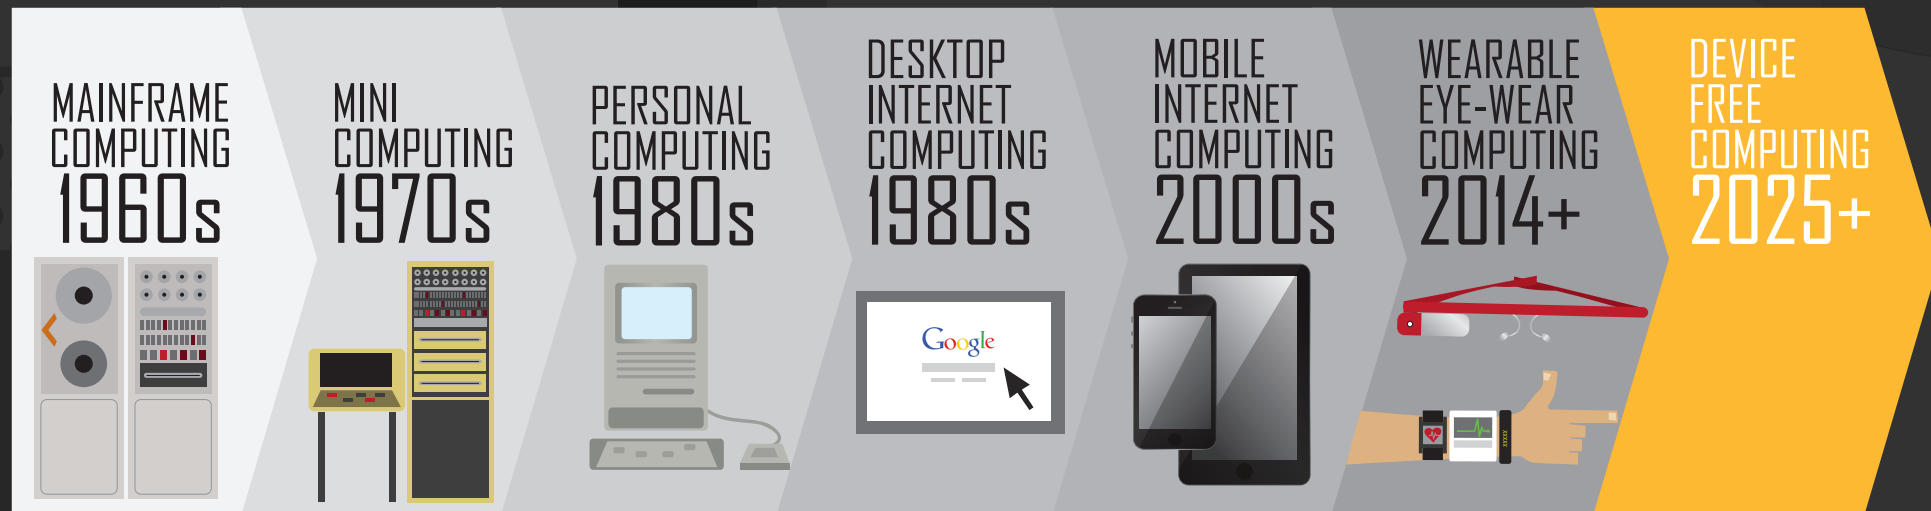 MAINFRAME
COMPUTING
1960s
MINI
COMPUTING
1970s
PERSONAL
COMPUTING
1980s
DESKTOP
INTERNET
COMPUTING
1980s
Google
MOBILE
INTERNET
COMPUTING
2000s
WEARABLE
EYE-WEAR
COMPUTING
2014+
XXXXX
DEVICE
FREE
COMPUTING
2025+